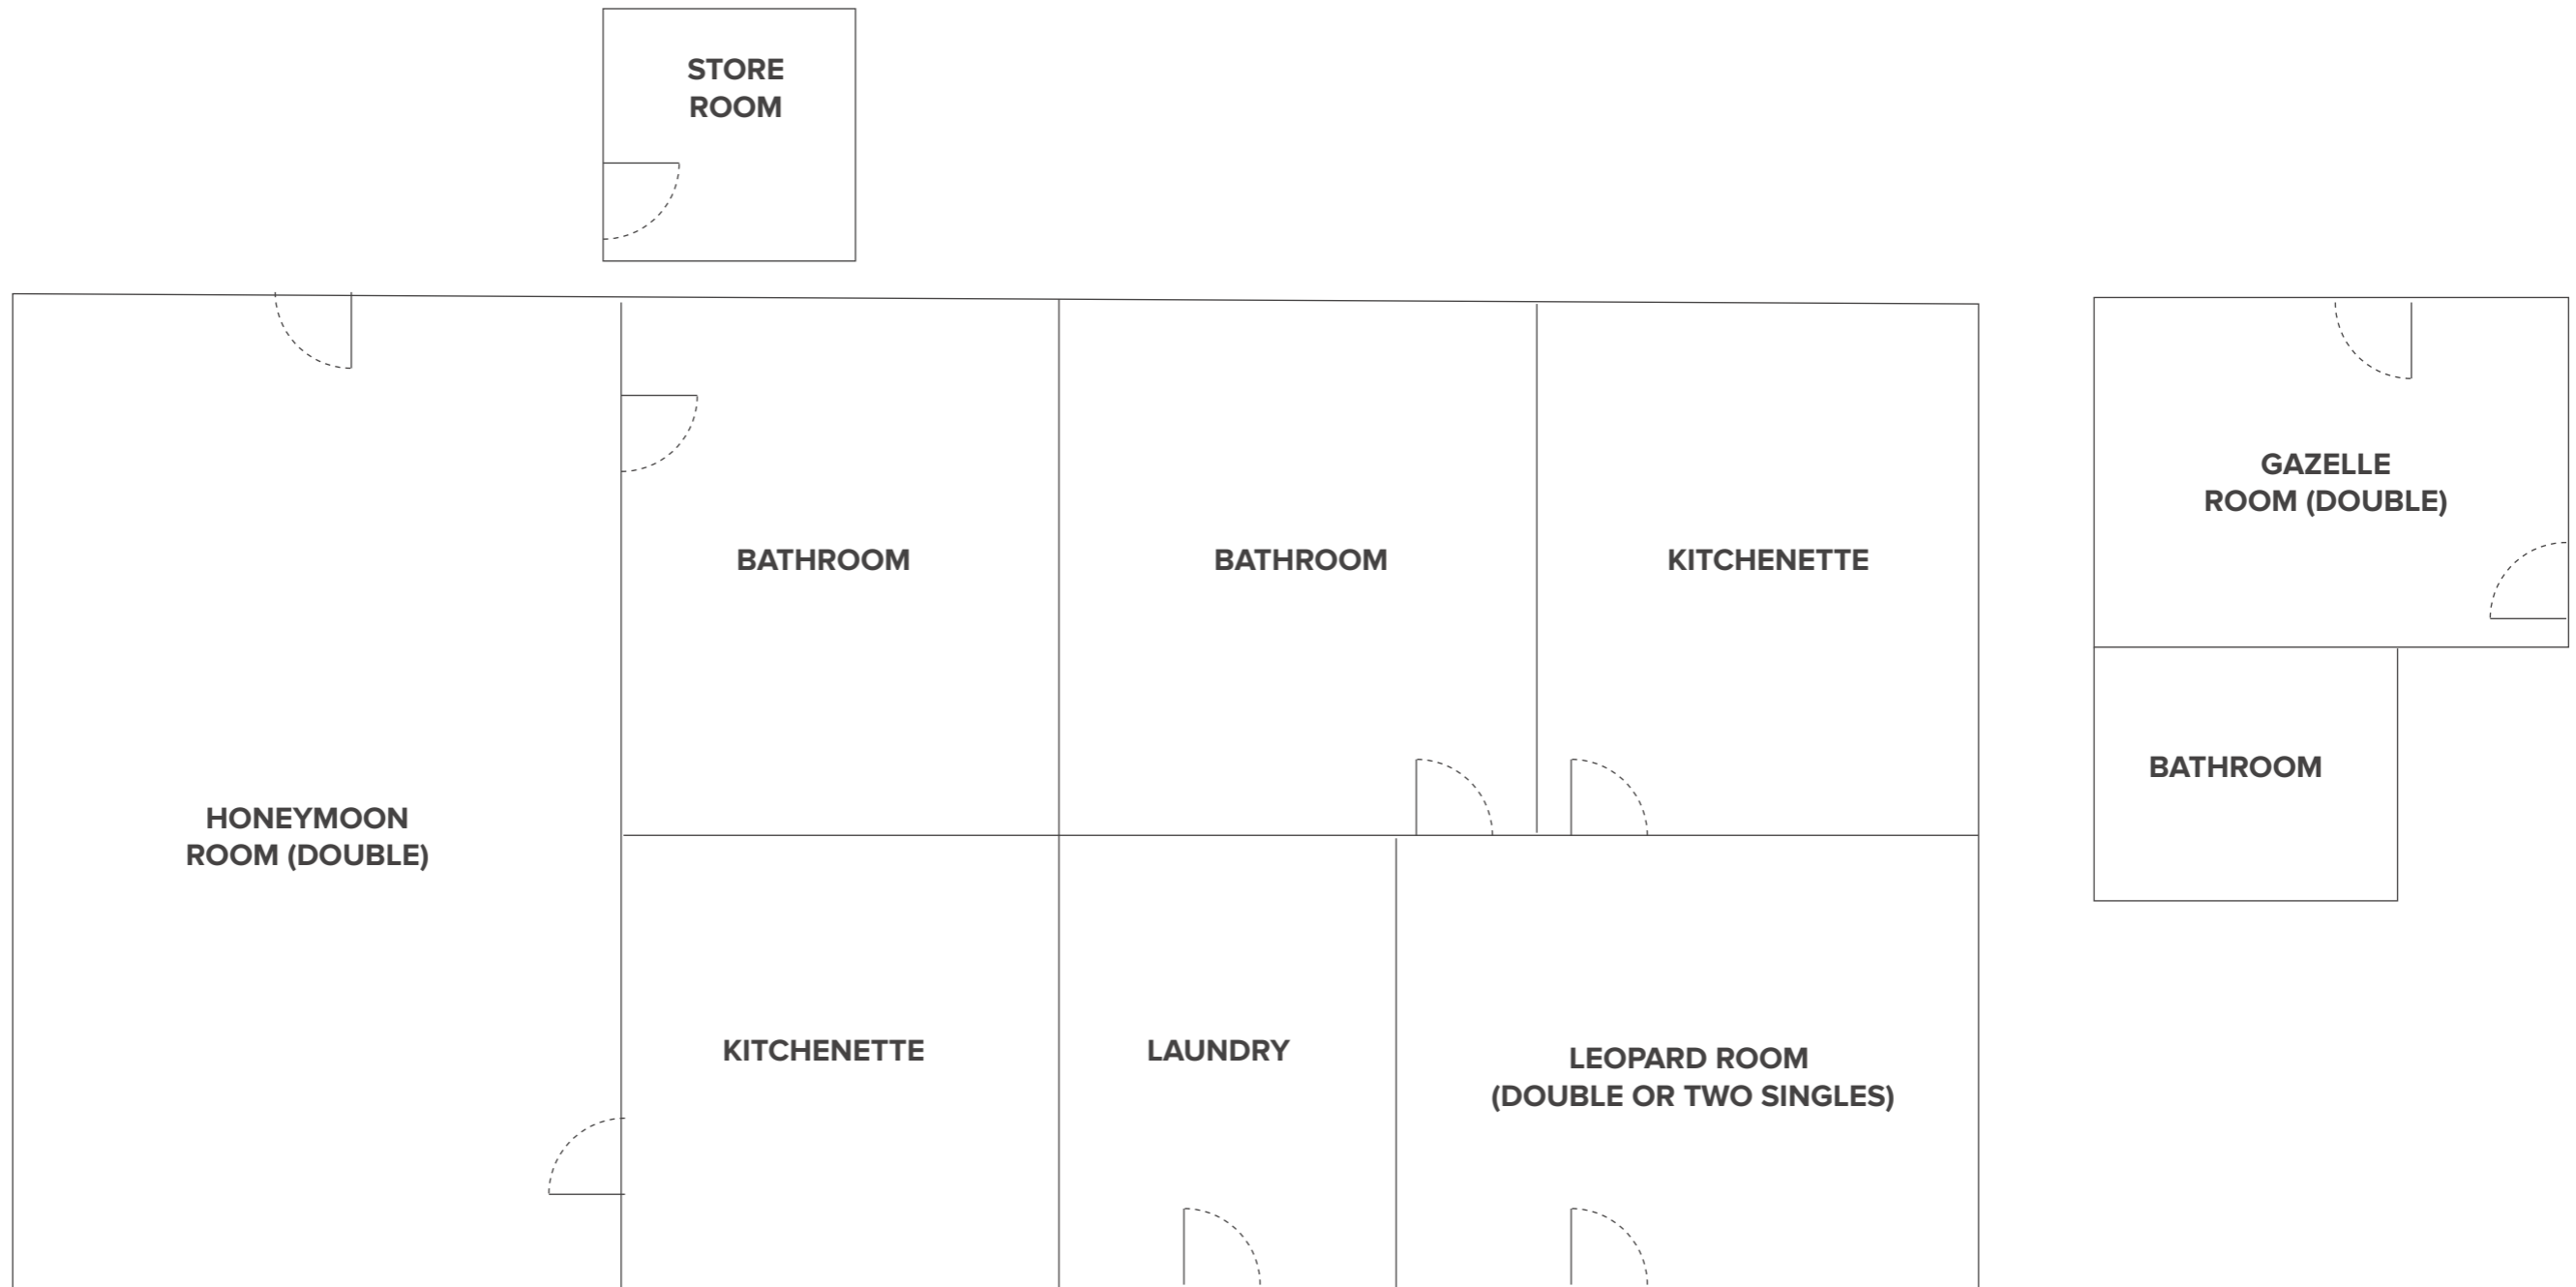 STORE
ROOM
GAZELLE
ROOM (DOUBLE)
BATHROOM
BATHROOM
KITCHENETTE
BATHROOM
HONEYMOON
ROOM (DOUBLE)
KITCHENETTE
LAUNDRY
LEOPARD ROOM
(DOUBLE OR TWO SINGLES)